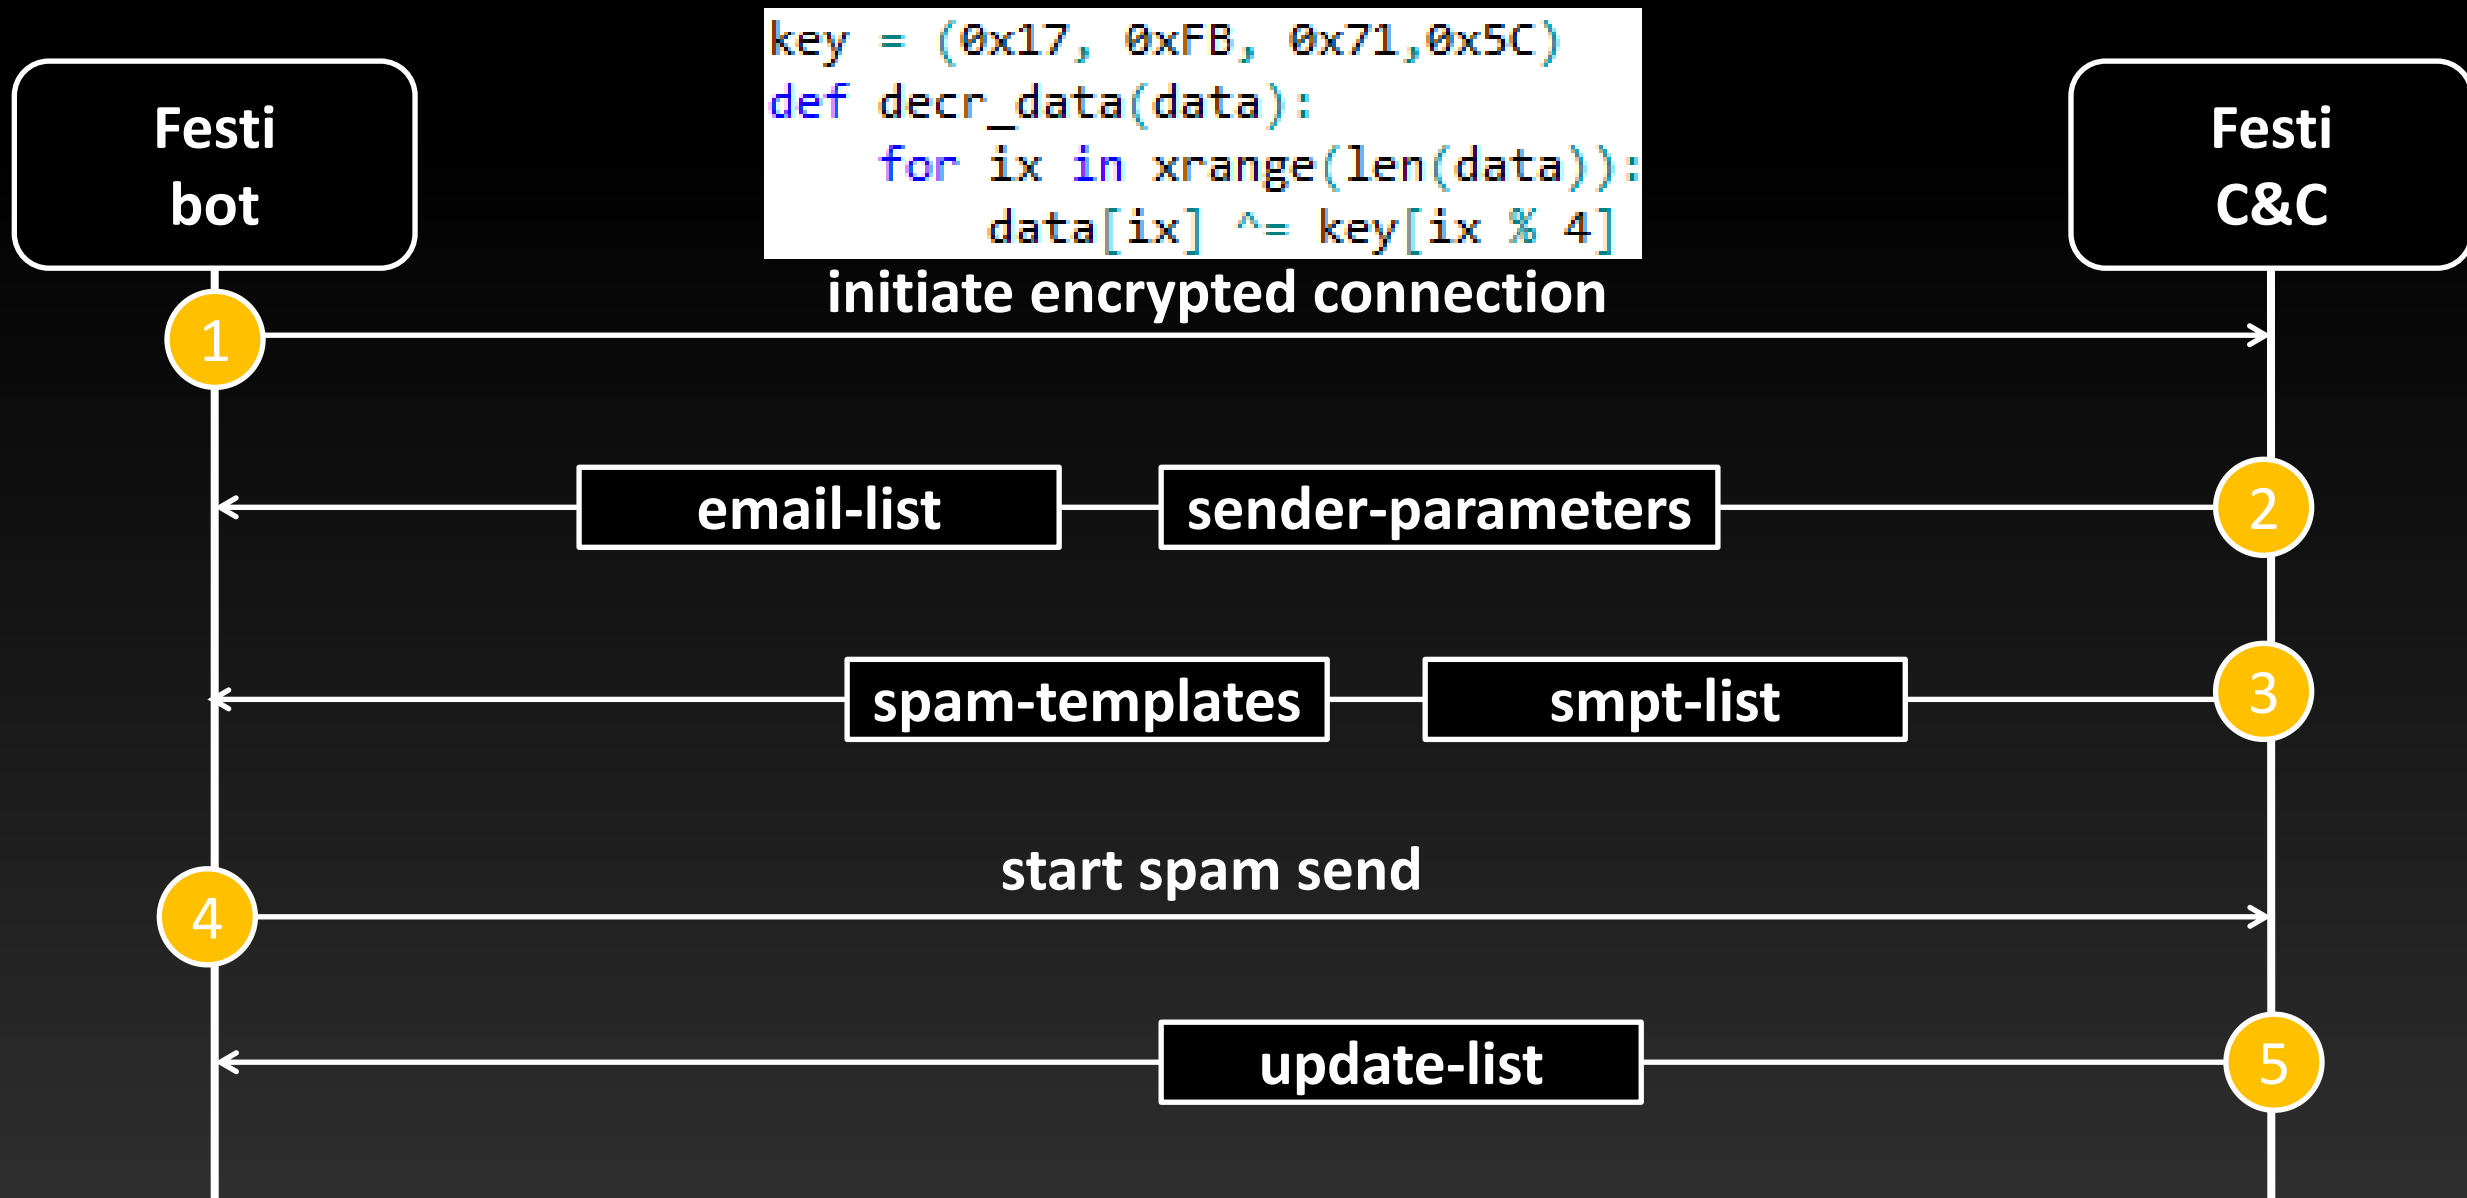 key = (0x17, 0xFB, 0x71,0x5C)
def decr_data(data):
    for ix in xrange(len(data)):
        data[ix] ^= key[ix % 4]
Festi
bot
Festi
C&C
initiate encrypted connection
1
email-list
sender-parameters
2
spam-templates
smpt-list
3
start spam send
4
update-list
5